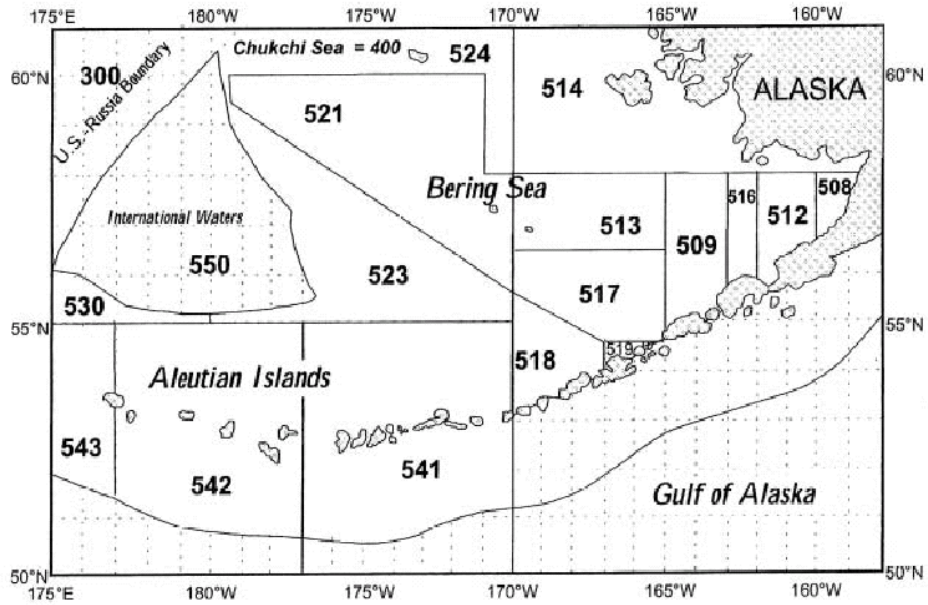 175°E 180°W 175°W 170°W 165°W 160°W
60°N
300
U.S.-Russia Boundary
Chukchi Sea = 400
524
514
ALASKA
60°N
521
Bering Sea
International Waters
550
530
523
513
517
509
516
512
508
55°N
55°N
518
519
Aleutian Islands
543
542
541
Gulf of Alaska
50°N
50°N
175°E 180°W 175°W 170°W 165°W 160°W